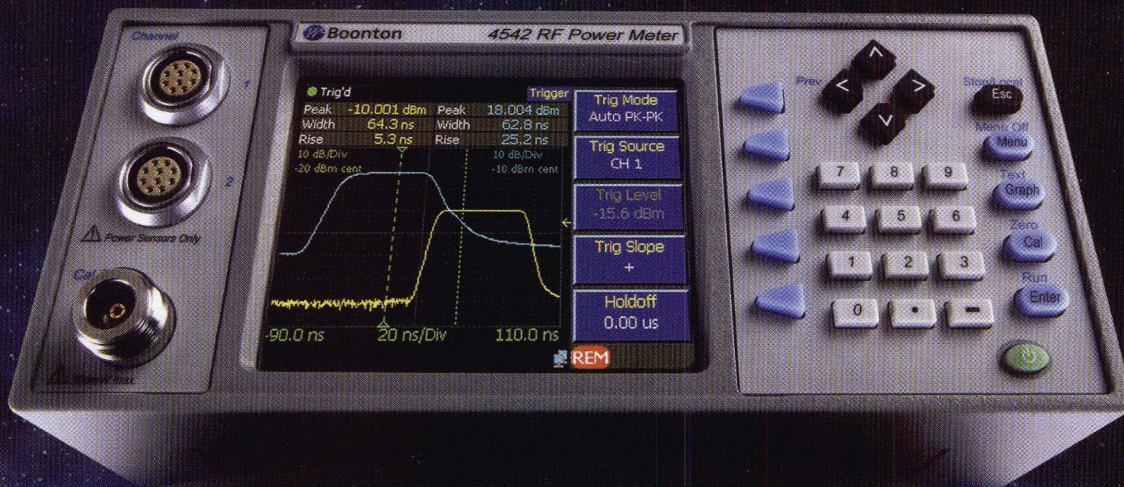 Boonton
4542 RF Power Meter
Channel
1
2
Power Sensors Only
Cal
Trig'd
Trigger
Peak -10.001 dBm Peak 18.004 dBm
Width 64.3 ns Width 62.8 ns
Rise 5.3 ns Rise 25.2 ns
10 dB/Div 10 dB/Div
-20 dBm cent -10 dBm cent
-90.0 ns 20 ns/Div 110.0 ns
REM
Trig Mode
Auto PK-PK
Trig Source
CH 1
Trig Level
-15.6 dBm
Trig Slope
+
Holdoff
0.00 us
Prev
^
< >
v
Stop/Local
Esc
Menu Off
Menu
Text
Graph
Zero
Cal
Run
Enter
7 8 9
4 5 6
1 2 3
0 . -